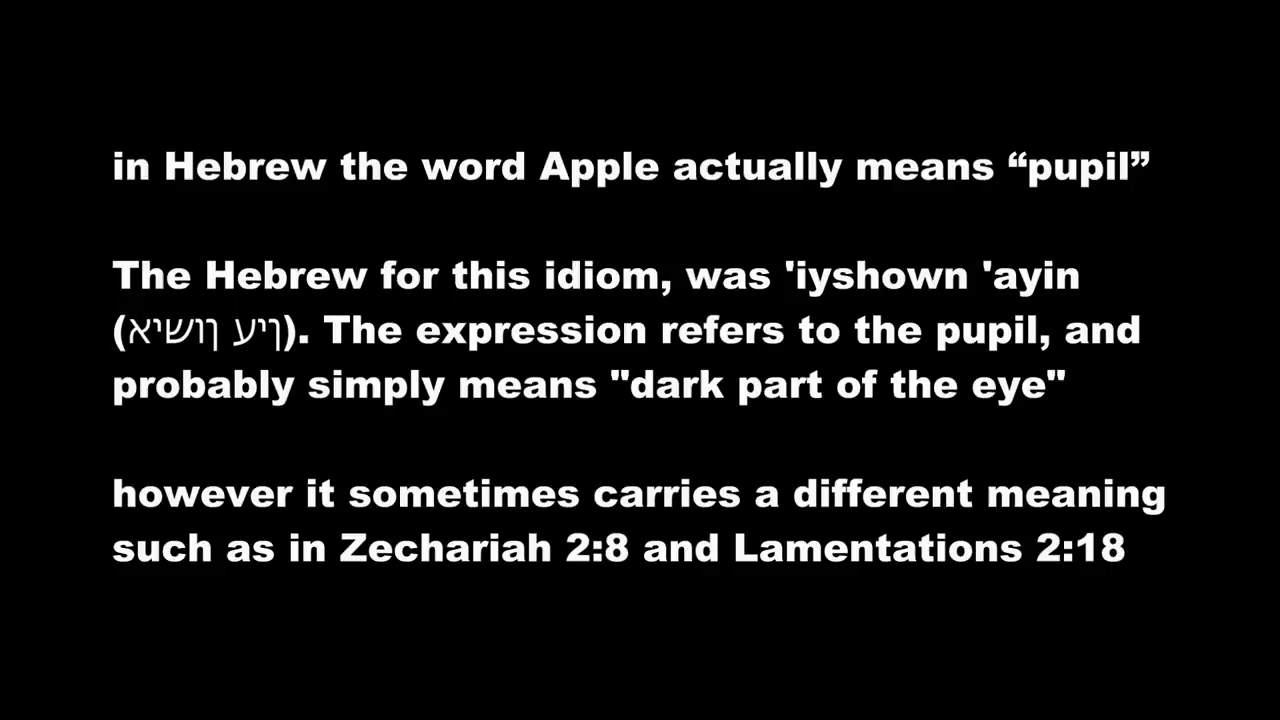 in Hebrew the word Apple actually means “pupil”
The Hebrew for this idiom, was 'iyshown 'ayin
(אישון עין). The expression refers to the pupil, and
probably simply means "dark part of the eye"
however it sometimes carries a different meaning
such as in Zechariah 2:8 and Lamentations 2:18